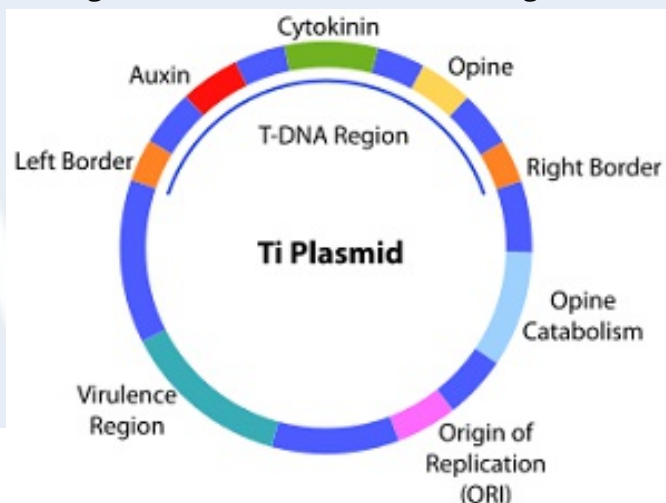 Cytokinin
Auxin
Opine
T-DNA Region
Left Border
Right Border
Ti Plasmid
Opine
Catabolism
Virulence
Region
Origin of
Replication
(ORI)